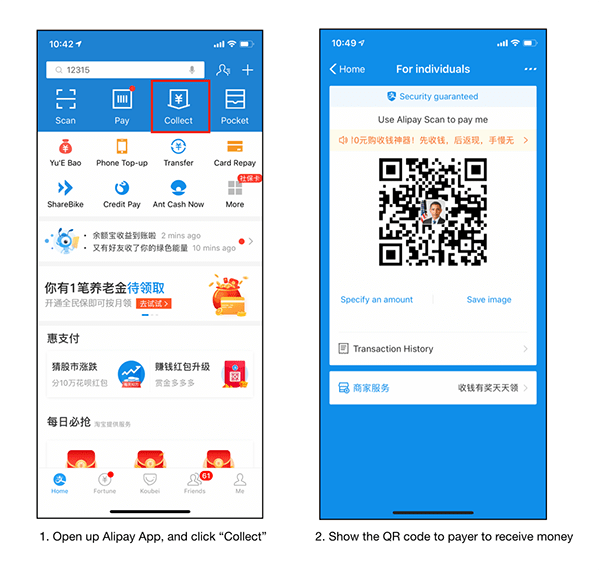 10:42
12315
Scan
Pay
Collect
Pocket
Yu'E Bao
Phone Top-up
Transfer
Card Repay
社保卡
ShareBike
Credit Pay
Ant Cash Now
More
• 余额宝收益到账啦 2 mins ago
• 又有好友收了你的绿色能量 10 mins ago
你有1笔养老金待领取
开通全民保即可按月领 去试试>
惠支付
猜股市涨跌
分10万花呗红包
赚钱红包升级
赏金多多多
每日必抢 淘宝提供服务
Home
Fortune
Koubei
61
Friends
Me
1. Open up Alipay App, and click “Collect”
10:49
Home
For individuals
Security guaranteed
Use Alipay Scan to pay me
0元购收钱神器！先收钱，后返现，手慢无
Specify an amount
Save image
Transaction History
商家服务
收钱有奖天天领
2. Show the QR code to payer to receive money